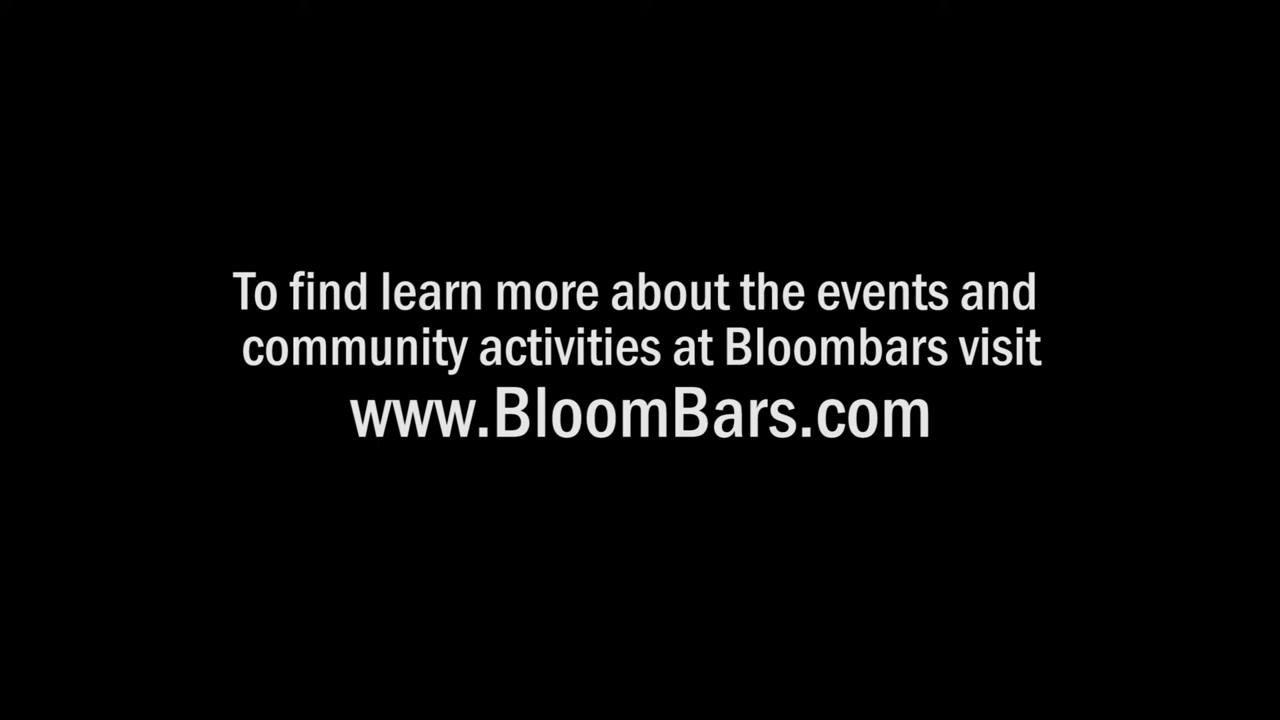 To find learn more about the events and
community activities at Bloombars visit
www.BloomBars.com